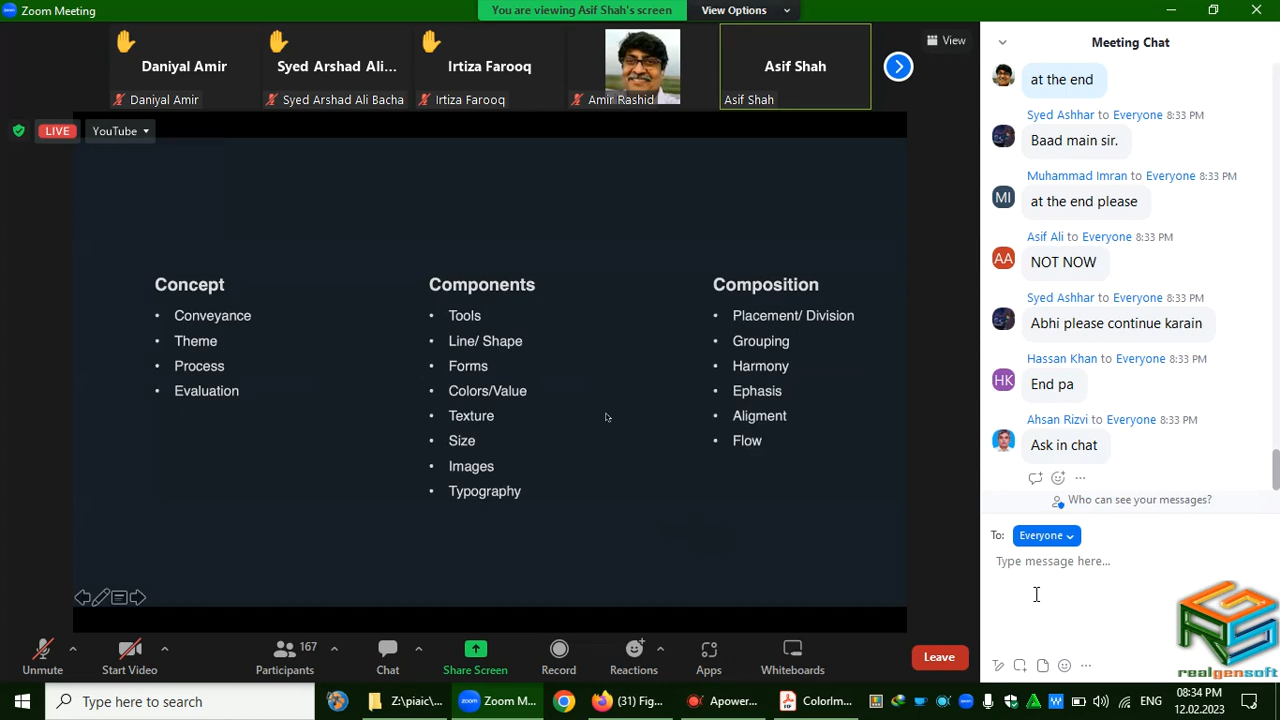 Zoom Meeting
You are viewing Asif Shah's screen
View Options
Daniyal Amir
Syed Arshad Ali...
Irtiza Farooq
Asif Shah
View
Daniyal Amir
Syed Arshad Ali Bacha
Irtiza Farooq
Amir Rashid
Asif Shah
LIVE
YouTube
Concept
• Conveyance
• Theme
• Process
• Evaluation
Components
• Tools
• Line/ Shape
• Forms
• Colors/Value
• Texture
• Size
• Images
• Typography
Composition
• Placement/ Division
• Grouping
• Harmony
• Ephasis
• Aligment
• Flow
Meeting Chat
at the end
Syed Ashhar to Everyone 8:33 PM
Baad main sir.
Muhammad Imran to Everyone 8:33 PM
MI
at the end please
Asif Ali to Everyone 8:33 PM
AA
NOT NOW
Syed Ashhar to Everyone 8:33 PM
Abhi please continue karain
Hassan Khan to Everyone 8:33 PM
HK
End pa
Ahsan Rizvi to Everyone 8:33 PM
Ask in chat
Who can see your messages?
To: Everyone
Type message here...
realgensoft
Unmute
Start Video
167
Participants
Chat
Share Screen
Record
Reactions
Apps
Whiteboards
Leave
Type here to search
Z:\piaic\...
Zoom M...
(31) Fig...
Apower...
ColorIm...
ENG
08:34 PM
12.02.2023